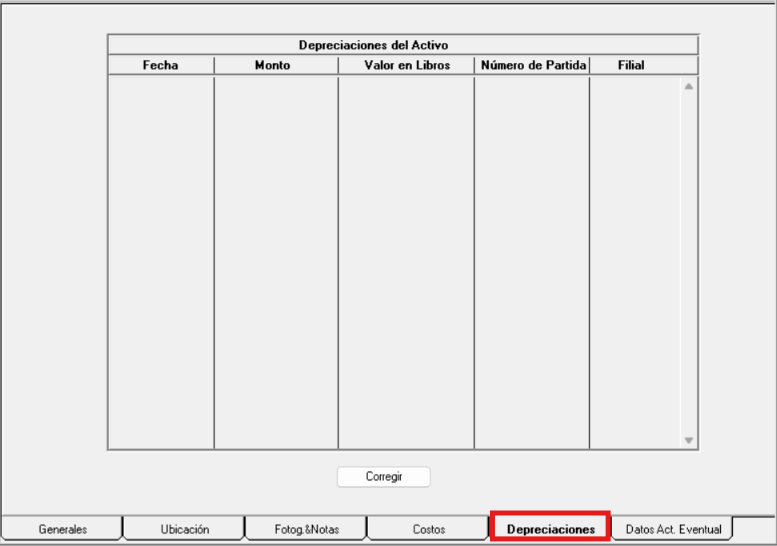 Depreciaciones del Activo
Fecha Monto Valor en Libros Número de Partida Filial
Corregir
Generales Ubicación Fotog.&Notas Costos Depreciaciones Datos Act. Eventual